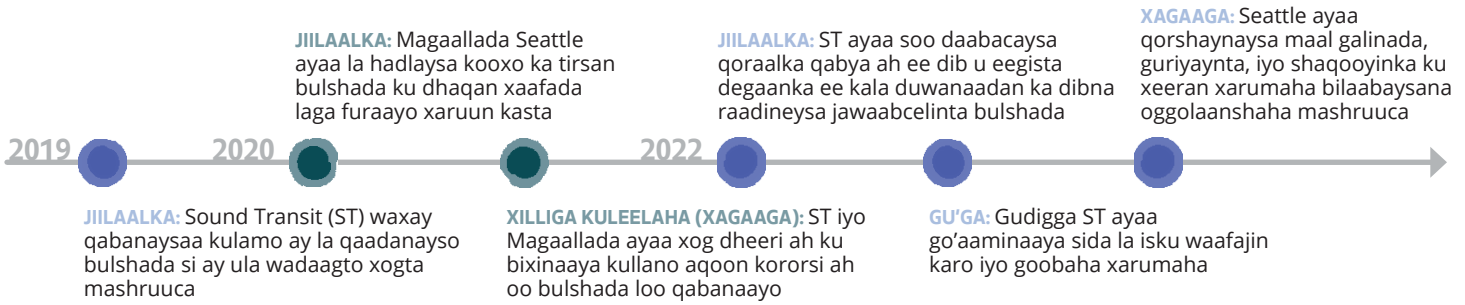 XAGAAGA: Seattle ayaa
qorshaynaysa maal galinada,
guriyaynta, iyo shaqooyinka ku
xeeran xarumaha bilaabaysana
oggolaanshaha mashruuca
JIILAALKA: Magaallada Seattle
ayaa la hadlaysa kooxo ka tirsan
bulshada ku dhaqan xaafada
laga furaayo xaruun kasta
JIILAALKA: ST ayaa soo daabacaysa
qoraalka qabya ah ee dib u eegista
degaanka ee kala duwanaadan ka dibna
raadineysa jawaabcelinta bulshada
2019
2020
2022
JIILAALKA: Sound Transit (ST) waxay
qabanaysaa kulamo ay la qaadanayso
bulshada si ay ula wadaagto xogta
mashruuca
XILLIGA KULEELAHA (XAGAAGA): ST iyo
Magaallada ayaa xog dheeri ah ku
bixinaaya kullano aqoon kororsi ah
oo bulshada loo qabanaayo
GU'GA: Gudigga ST ayaa
go'aaminaaya sida la isku waafajin
karo iyo goobaha xarumaha